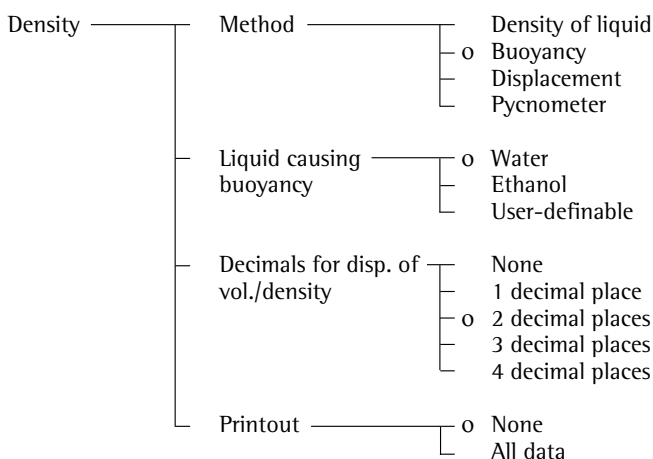 Density Method Density of liquid
o Buoyancy
Displacement
Pycnometer
Liquid causing o Water
buoyancy Ethanol
User-definable
Decimals for disp. of None
vol./density 1 decimal place
o 2 decimal places
3 decimal places
4 decimal places
Printout o None
All data